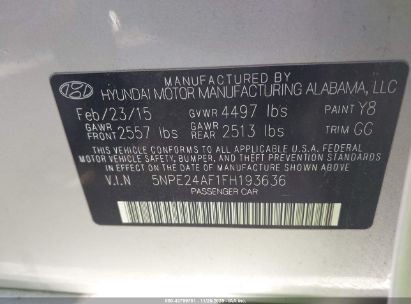 MANUFACTURED BY
HYUNDAI MOTOR MANUFACTURING ALABAMA, LLC
Feb/23/15 GVWR 4497 lbs PAINT Y8
GAWR FRONT 2557 lbs GAWR REAR 2513 lbs TRIM GG
THIS VEHICLE CONFORMS TO ALL APPLICABLE U.S. FEDERAL
MOTOR VEHICLE SAFETY, BUMPER, AND THEFT PREVENTION STANDARDS
IN EFFECT ON THE DATE OF MANUFACTURE SHOWN ABOVE.
V.I.N 5NPE24AF1FH193636
PASSENGER CAR